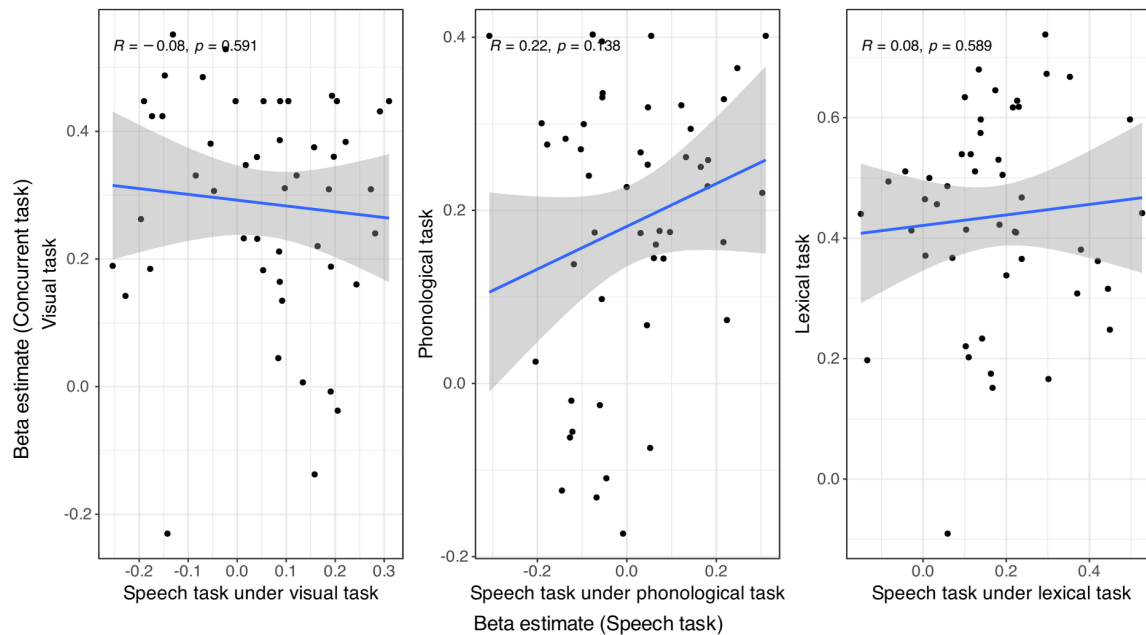 R = −0.08, p = 0.591
R = 0.22, p = 0.138
R = 0.08, p = 0.589
Beta estimate (Concurrent task)
Visual task
0.4
0.2
0.0
-0.2
-0.2
-0.1
0.0
0.1
0.2
0.3
Speech task under visual task
Phonological task
0.4
0.2
0.0
-0.2
-0.2
0.0
0.2
Speech task under phonological task
Lexical task
0.6
0.4
0.2
0.0
0.0
0.2
0.4
Speech task under lexical task
Beta estimate (Speech task)